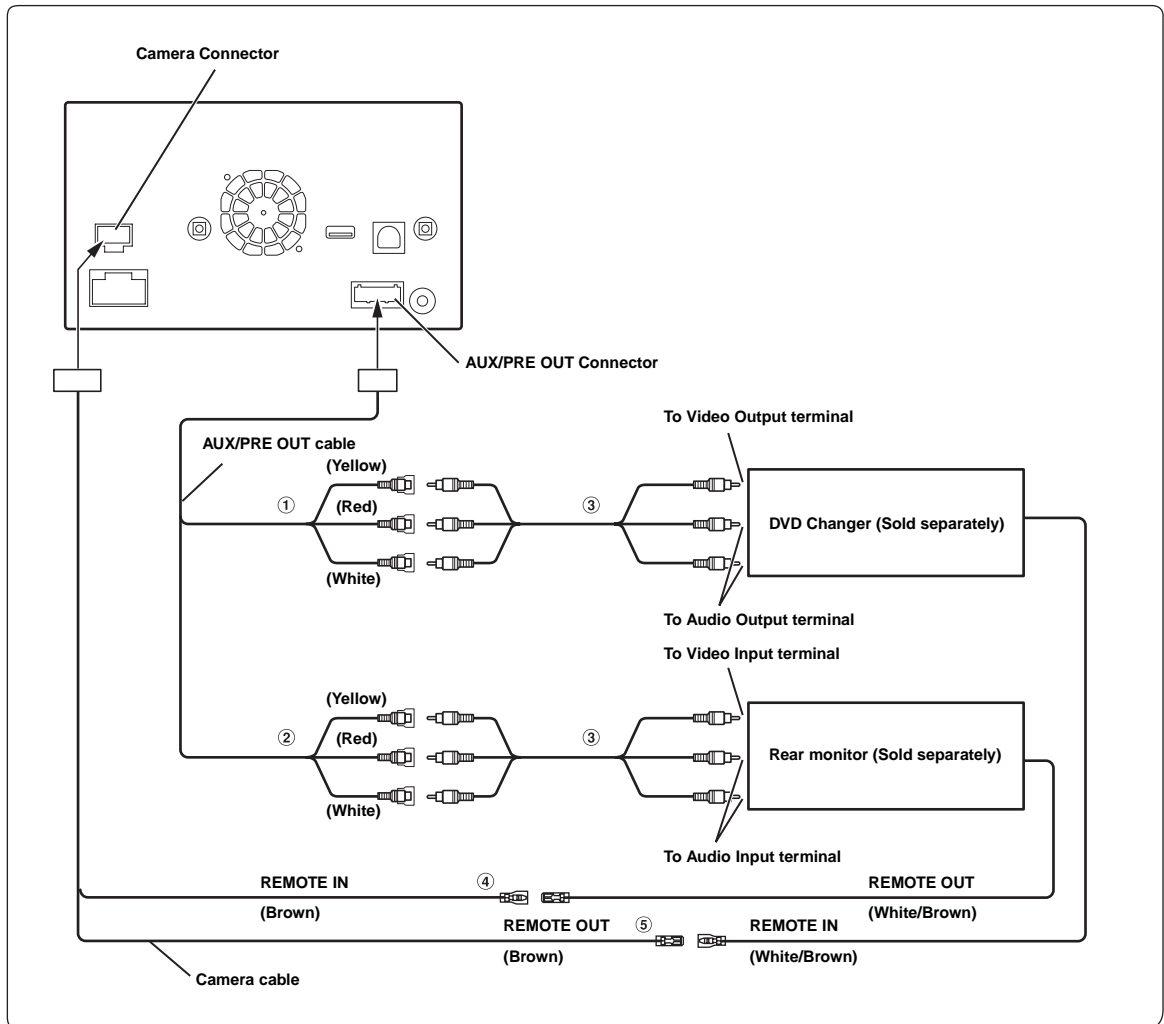 Camera Connector
AUX/PRE OUT Connector
To Video Output terminal
AUX/PRE OUT cable
(Yellow)
① (Red) ③
DVD Changer (Sold separately)
(White)
To Audio Output terminal
To Video Input terminal
(Yellow)
② (Red) ③
Rear monitor (Sold separately)
(White)
To Audio Input terminal
REMOTE IN ④ REMOTE OUT
(Brown) (White/Brown)
REMOTE OUT ⑤ REMOTE IN
(Brown) (White/Brown)
Camera cable